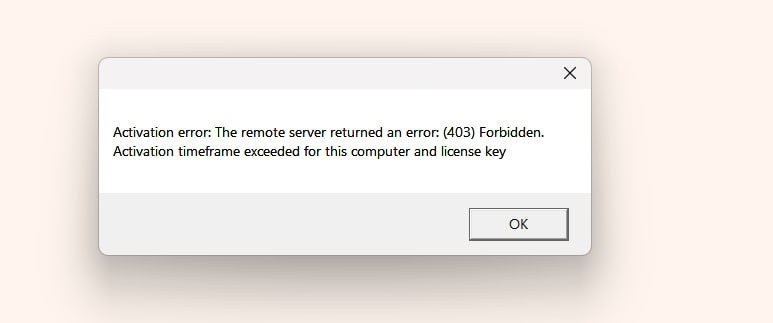 Activation error: The remote server returned an error: (403) Forbidden.
Activation timeframe exceeded for this computer and license key
OK